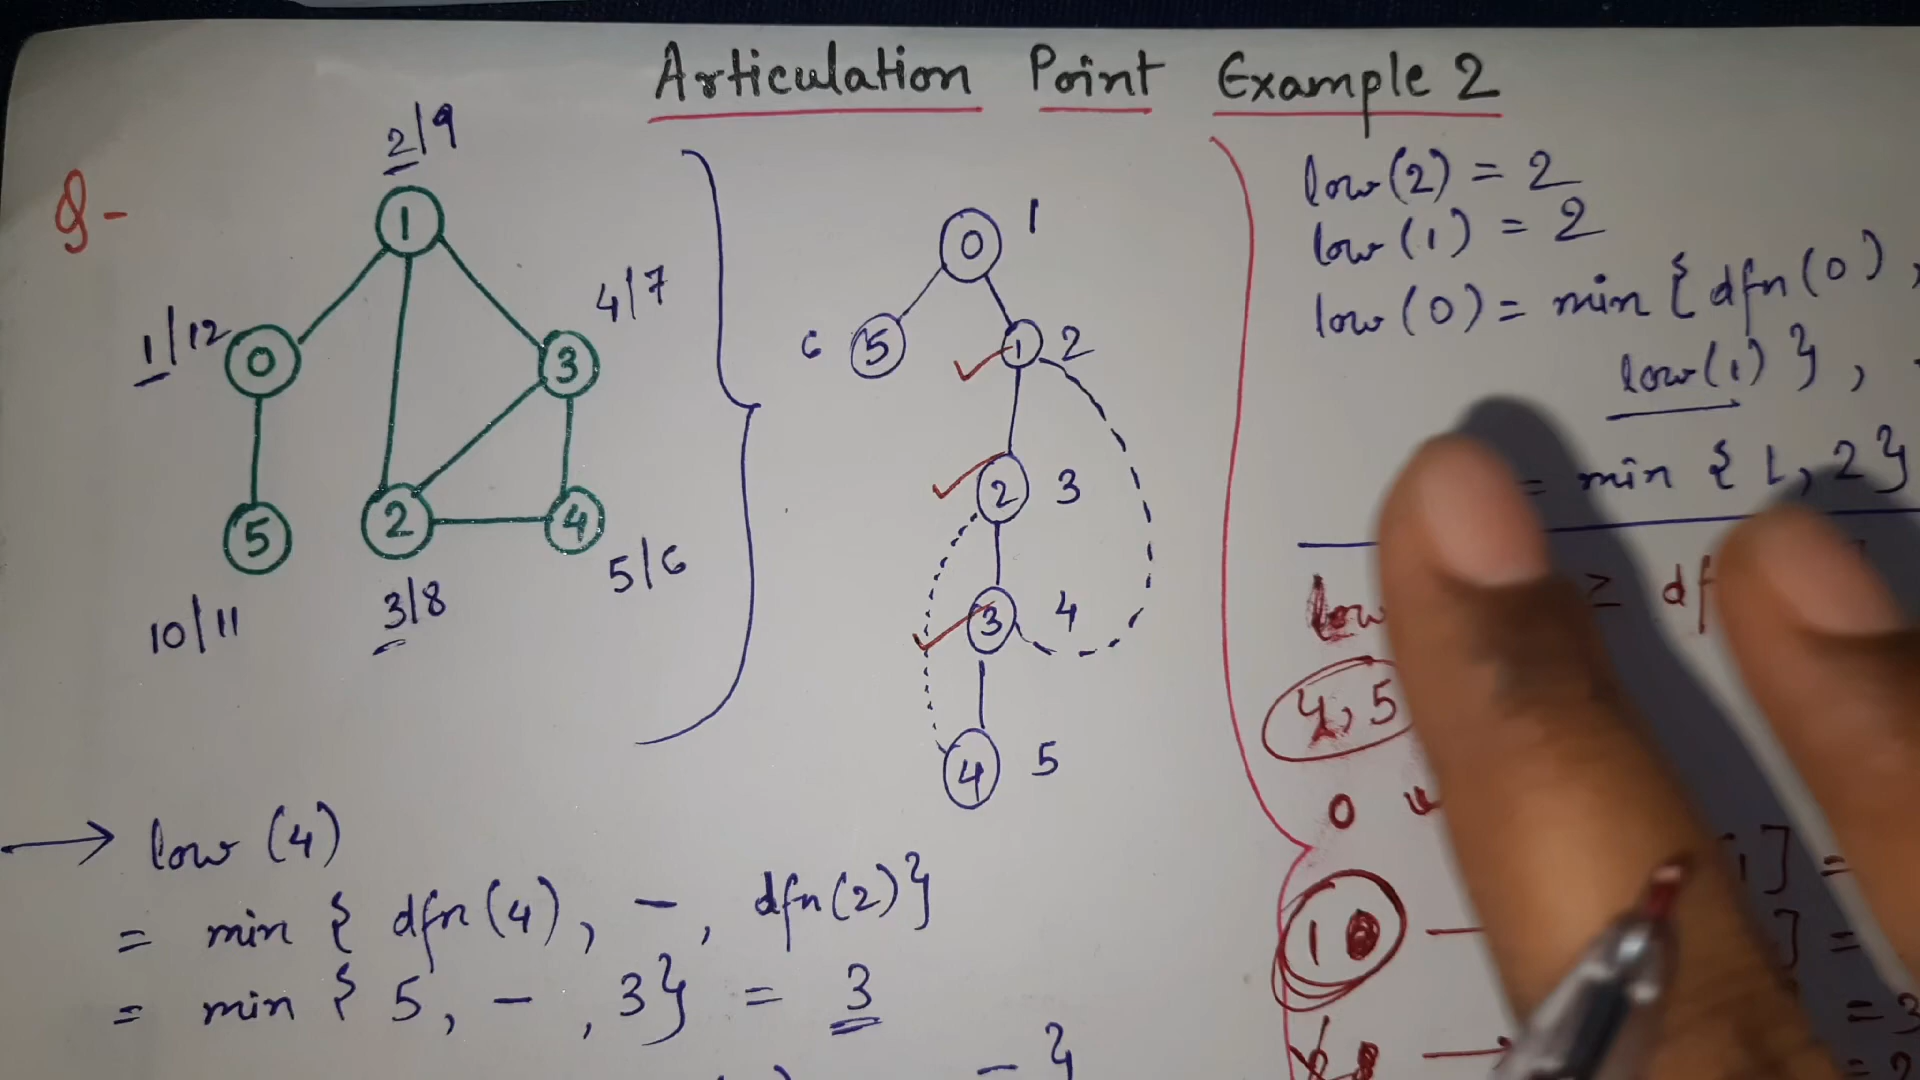 Articulation Point Example 2
Q-
2/9
1
4/7
1/12
0
3
5
2
4
10/11
3/8
5/6
0 1
6 5
1 2
2 3
3 4
4 5
low(2) = 2
low(1) = 2
low(0) = min { dfn(0),
low(1) },
= min { 1, 2 }
low ≥ df
4, 5
0
1
] =
] =
= 3
→ low (4)
= min { dfn(4), -, dfn(2) }
= min { 5, -, 3 } = 3
- }